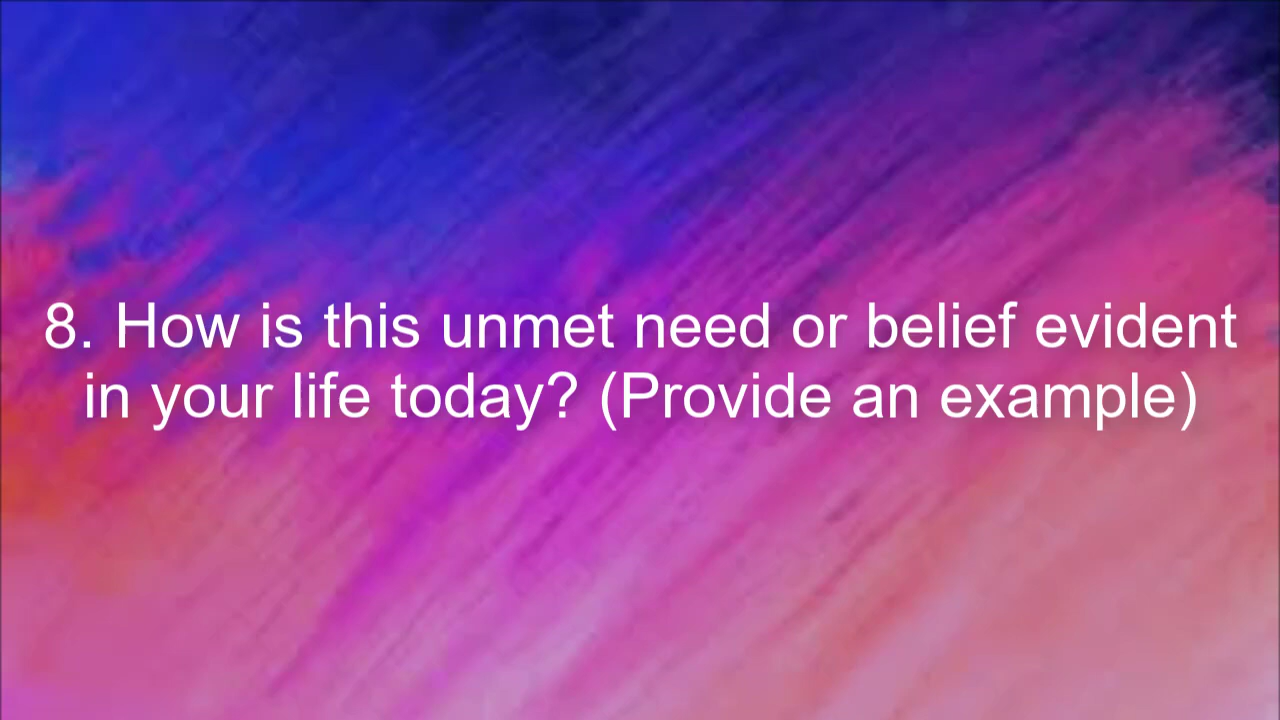 8. How is this unmet need or belief evident
in your life today? (Provide an example)